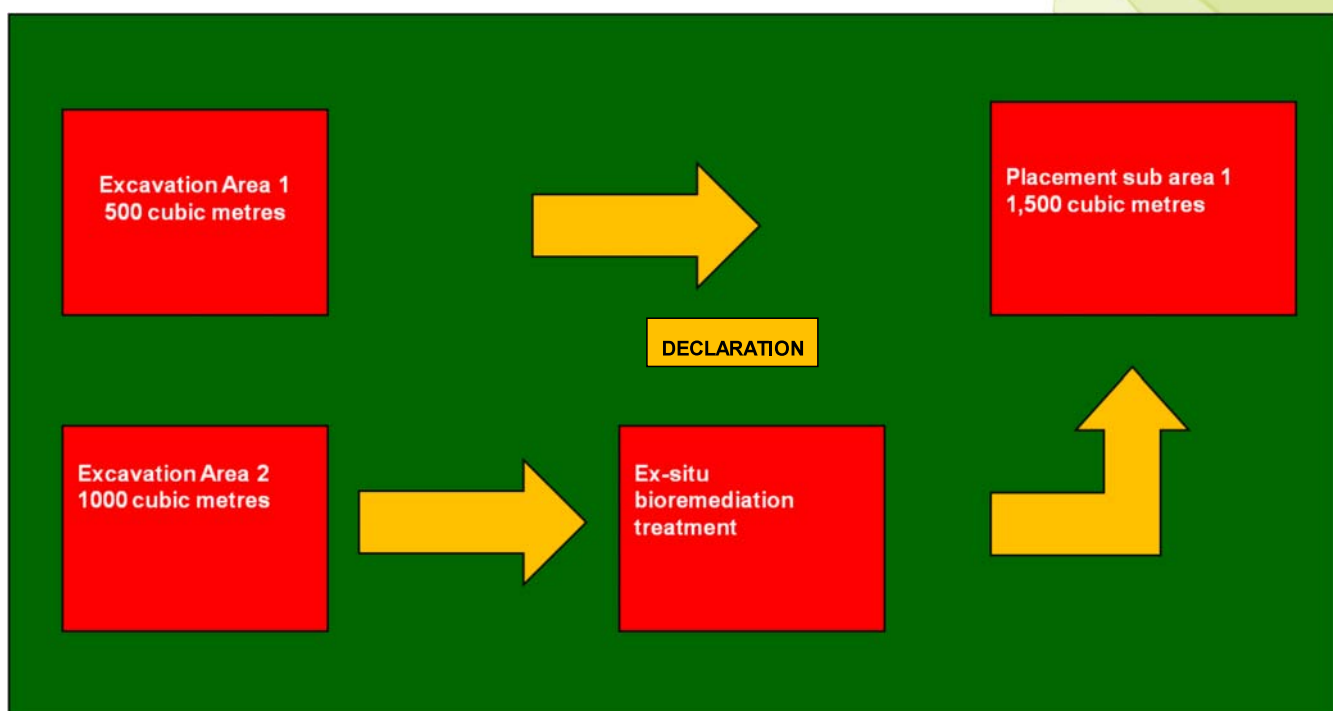 Excavation Area 1
500 cubic metres
Placement sub area 1
1,500 cubic metres
DECLARATION
Excavation Area 2
1000 cubic metres
Ex-situ
bioremediation
treatment